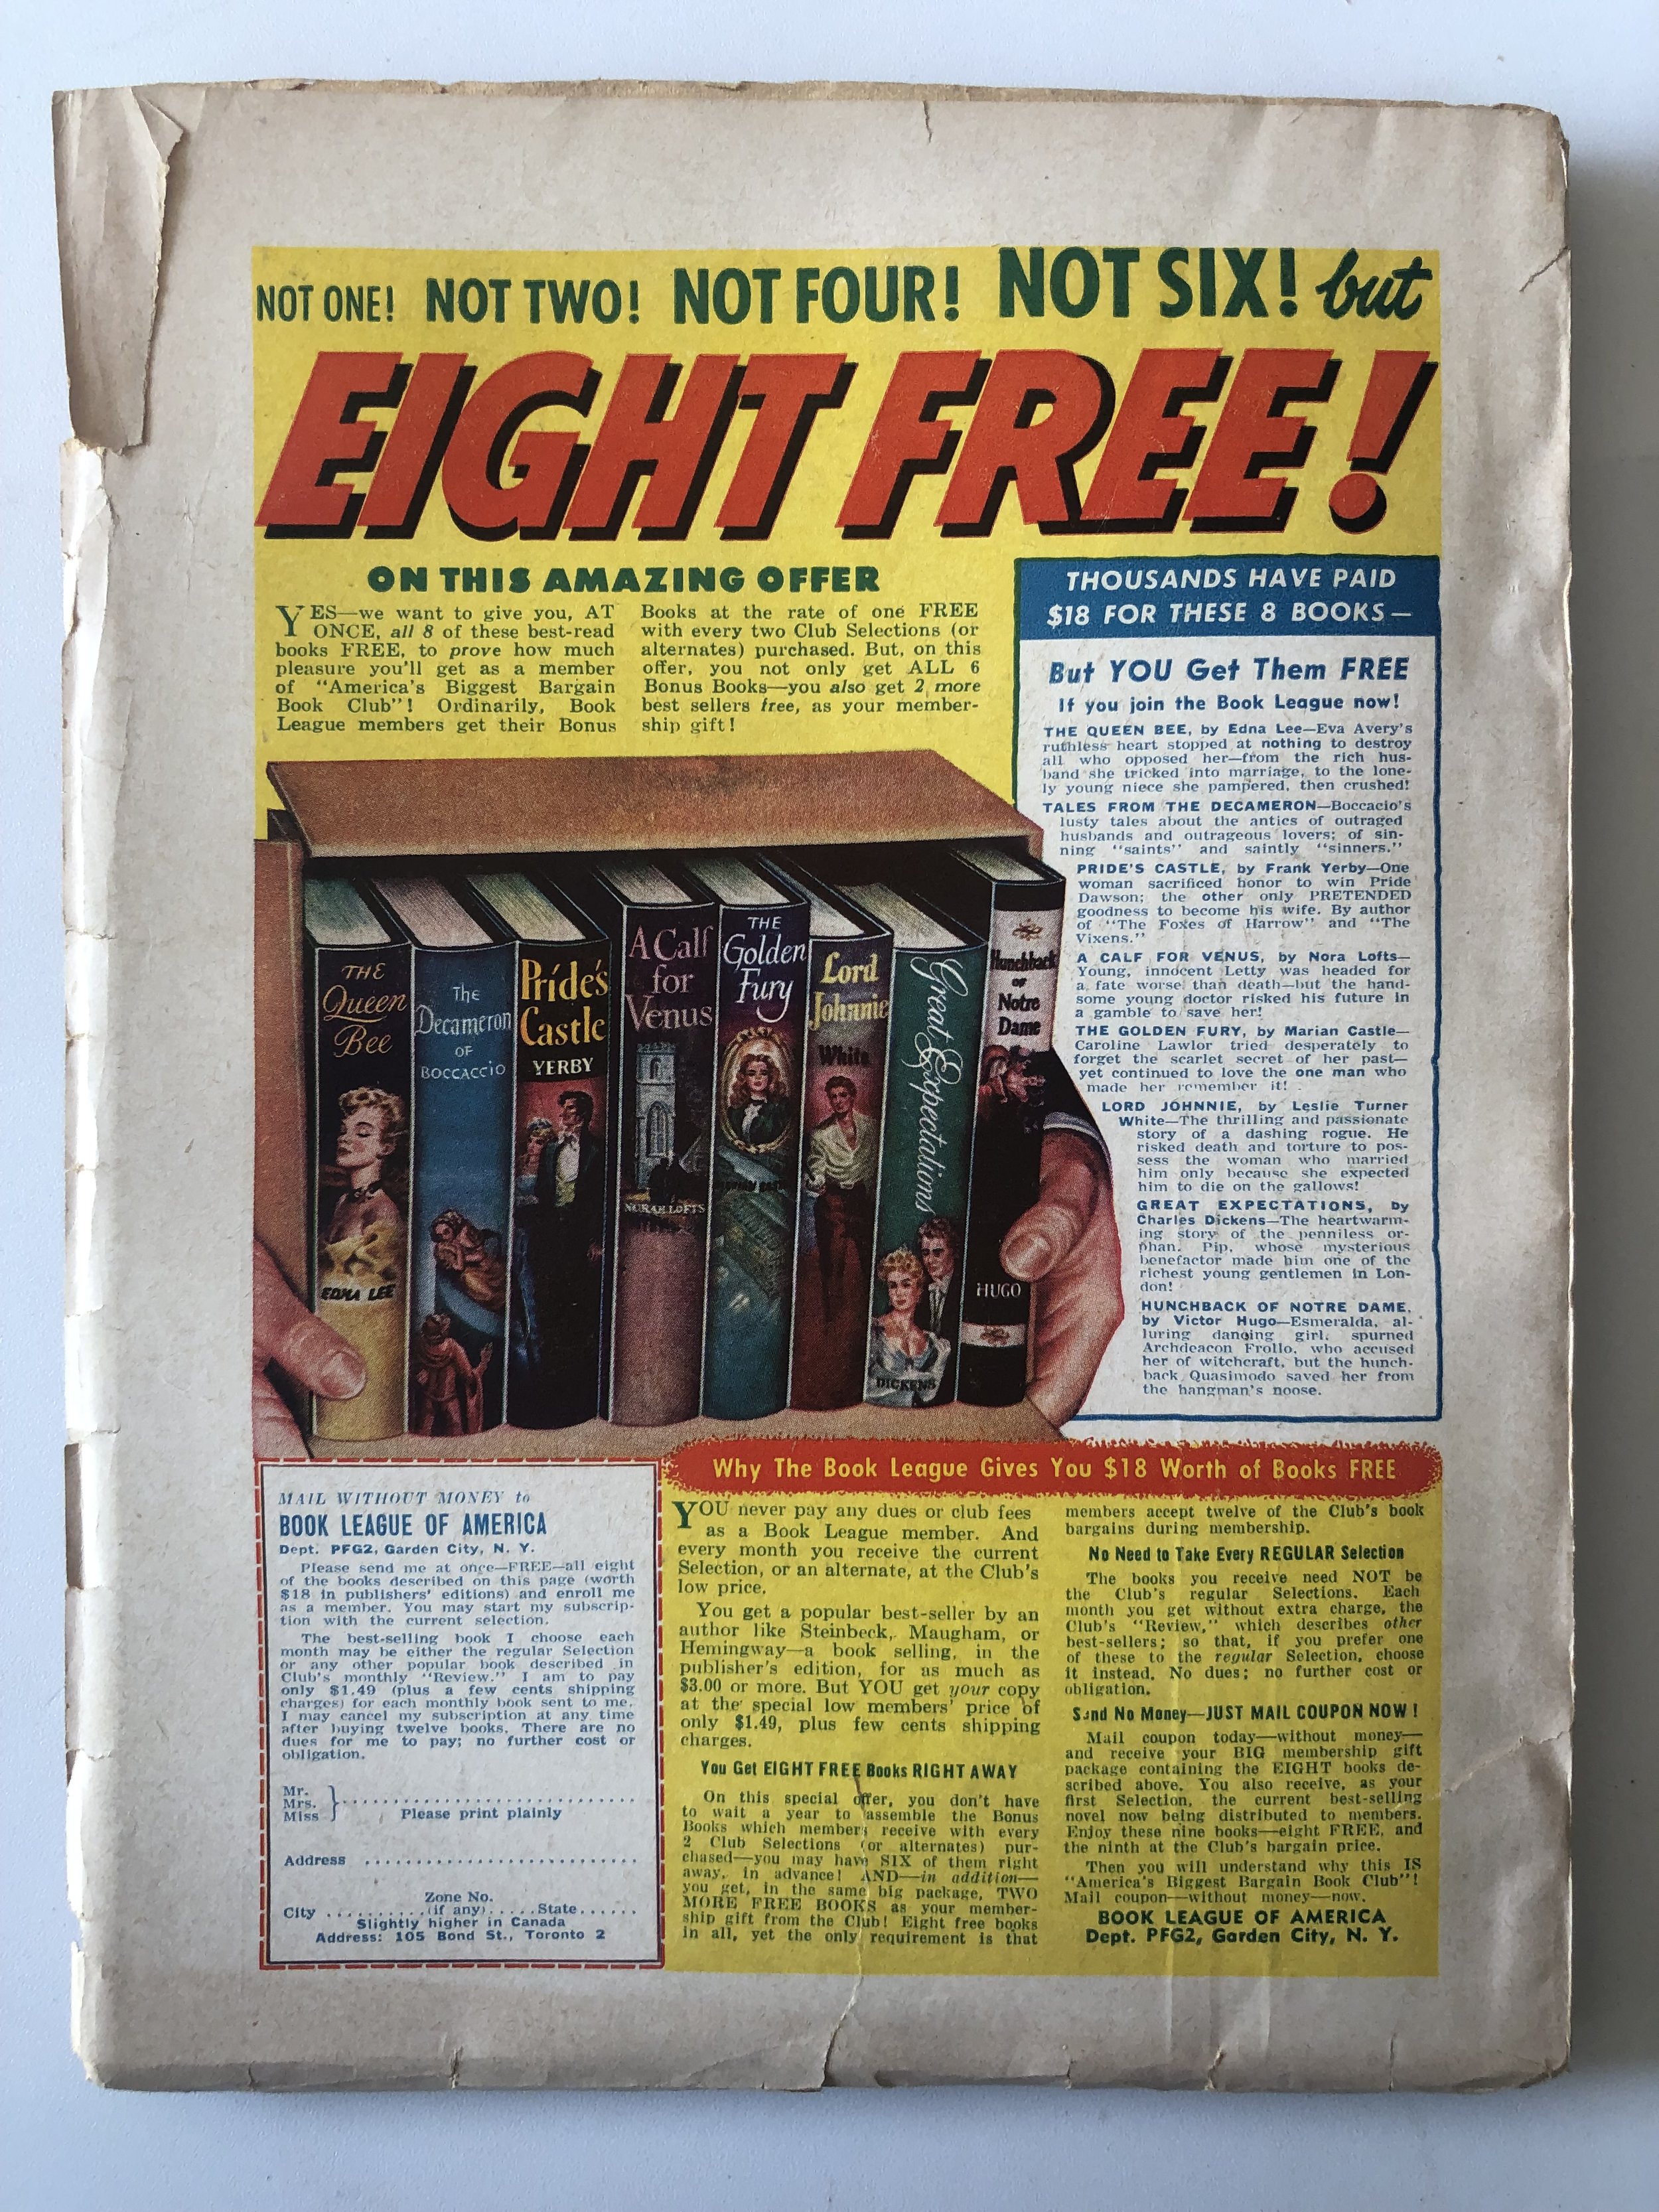 NOT ONE! NOT TWO! NOT FOUR! NOT SIX! but
EIGHT FREE!
ON THIS AMAZING OFFER
YES—we want to give you, AT
ONCE, all 8 of these best-read
books FREE, to prove how much
pleasure you'll get as a member
of "America's Biggest Bargain
Book Club"! Ordinarily, Book
League members get their Bonus
Books at the rate of one FREE
with every two Club Selections (or
alternates) purchased. But, on this
offer, you not only get ALL 6
Bonus Books—you also get 2 more
best sellers free, as your member-
ship gift!
THOUSANDS HAVE PAID
$18 FOR THESE 8 BOOKS—
But YOU Get Them FREE
If you join the Book League now!
THE QUEEN BEE, by Edna Lee—Eva Avery's
ruthless heart stopped at nothing to destroy
all who opposed her—from the rich hus-
band she tricked into marriage, to the lone-
ly young niece she pampered, then crushed!
TALES FROM THE DECAMERON—Boccacio's
lusty tales about the antics of outraged
husbands and outrageous lovers; of sin-
ning "saints" and saintly "sinners."
PRIDE'S CASTLE, by Frank Yerby—One
woman sacrificed honor to win Pride
Dawson; the other only PRETENDED
goodness to become his wife. By author
of "The Foxes of Harrow" and "The
Vixens."
A CALF FOR VENUS, by Nora Lofts—
Young, innocent Letty was headed for
a fate worse than death—but the hand-
some young doctor risked his future in
a gamble to save her!
THE GOLDEN FURY, by Marian Castle—
Caroline Lawlor tried desperately to
forget the scarlet secret of her past—
yet continued to love the one man who
made her remember it!
LORD JOHNNIE, by Leslie Turner
White—The thrilling and passionate
story of a dashing rogue. He
risked death and torture to pos-
sess the woman who married
him only because she expected
him to die on the gallows!
GREAT EXPECTATIONS, by
Charles Dickens—The heartwarm-
ing story of the penniless or-
phan, Pip, whose mysterious
benefactor made him one of the
richest young gentlemen in Lon-
don!
HUNCHBACK OF NOTRE DAME,
by Victor Hugo—Esmeralda, al-
luring dancing girl, spurned
Archdeacon Frollo, who accused
her of witchcraft, but the hunch-
back Quasimodo saved her from
the hangman's noose.
THE
Queen
Bee
EDNA LEE
The
Decameron
OF
BOCCACCIO
Pride's
Castle
YERBY
A Calf
for
Venus
NORAH LOFTS
THE
Golden
Fury
Lord
Johnnie
White
Great Expectations
DICKENS
Hunchback
OF
Notre
Dame
HUGO
MAIL WITHOUT MONEY to
BOOK LEAGUE OF AMERICA
Dept. PFG2, Garden City, N. Y.
Please send me at once—FREE—all eight
of the books described on this page (worth
$18 in publishers' editions) and enroll me
as a member. You may start my subscrip-
tion with the current selection.
The best-selling book I choose each
month may be either the regular Selection
or any other popular book described in
Club's monthly "Review." I am to pay
only $1.49 (plus a few cents shipping
charges) for each monthly book sent to me.
I may cancel my subscription at any time
after buying twelve books. There are no
dues for me to pay; no further cost or
obligation.
Mr.
Mrs.
Miss
Please print plainly
Address
Zone No.
City ..........(if any).....State......
Slightly higher in Canada
Address: 105 Bond St., Toronto 2
Why The Book League Gives You $18 Worth of Books FREE
YOU never pay any dues or club fees
as a Book League member. And
every month you receive the current
Selection, or an alternate, at the Club's
low price.
You get a popular best-seller by an
author like Steinbeck, Maugham, or
Hemingway—a book selling, in the
publisher's edition, for as much as
$3.00 or more. But YOU get your copy
at the special low members' price of
only $1.49, plus few cents shipping
charges.
You Get EIGHT FREE Books RIGHT AWAY
On this special offer, you don't have
to wait a year to assemble the Bonus
Books which members receive with every
2 Club Selections (or alternates) pur-
chased—you may have SIX of them right
away, in advance! AND—in addition—
you get, in the same big package, TWO
MORE FREE BOOKS as your member-
ship gift from the Club! Eight free books
in all, yet the only requirement is that
members accept twelve of the Club's book
bargains during membership.
No Need to Take Every REGULAR Selection
The books you receive need NOT be
the Club's regular Selections. Each
month you get without extra charge, the
Club's "Review," which describes other
best-sellers; so that, if you prefer one
of these to the regular Selection, choose
it instead. No dues; no further cost or
obligation.
Send No Money—JUST MAIL COUPON NOW!
Mail coupon today—without money—
and receive your BIG membership gift
package containing the EIGHT books de-
scribed above. You also receive, as your
first Selection, the current best-selling
novel now being distributed to members.
Enjoy these nine books—eight FREE, and
the ninth at the Club's bargain price.
Then you will understand why this IS
"America's Biggest Bargain Book Club"!
Mail coupon—without money—now.
BOOK LEAGUE OF AMERICA
Dept. PFG2, Garden City, N. Y.